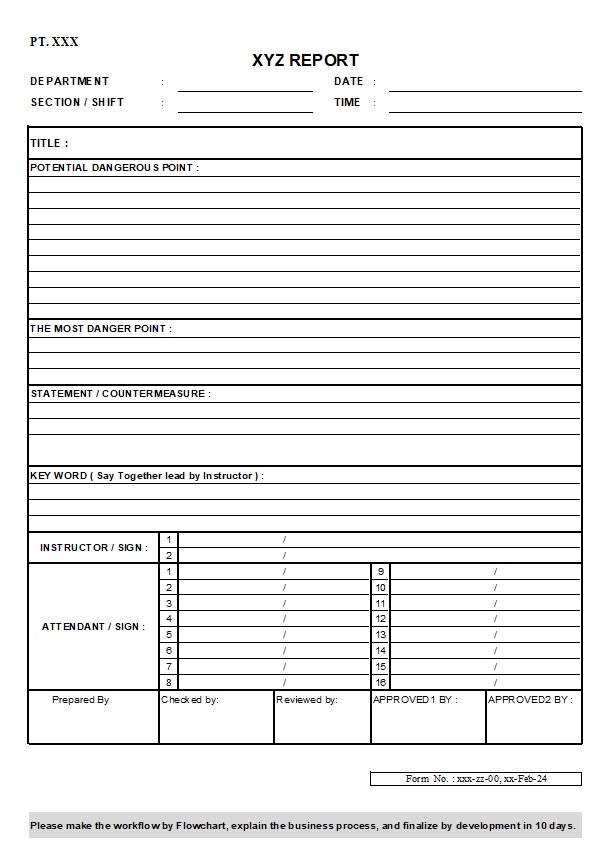 PT. XXX
XYZ REPORT
DEPARTMENT : DATE :
SECTION / SHIFT : TIME :
TITLE :
POTENTIAL DANGEROUS POINT :
THE MOST DANGER POINT :
STATEMENT / COUNTERMEASURE :
KEY WORD ( Say Together lead by Instructor ) :
INSTRUCTOR / SIGN :
1 /
2 /
ATTENDANT / SIGN :
1 / 9 /
2 / 10 /
3 / 11 /
4 / 12 /
5 / 13 /
6 / 14 /
7 / 15 /
8 / 16 /
Prepared By Checked by: Reviewed by: APPROVED1 BY : APPROVED2 BY :
Form No. : xxx-zz-00, xx-Feb-24
Please make the workflow by Flowchart, explain the business process, and finalize by development in 10 days.